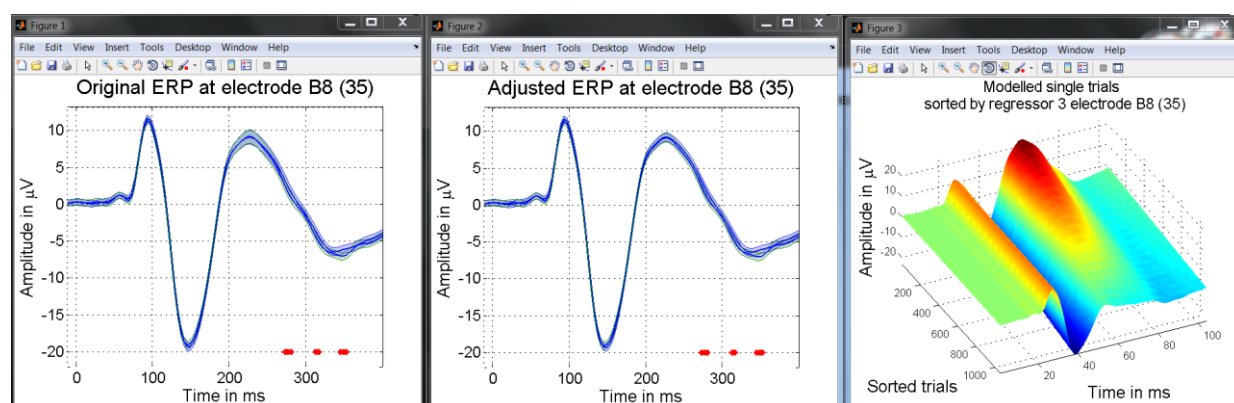 Figure 1
File Edit View Insert Tools Desktop Window Help
Original ERP at electrode B8 (35)
Amplitude in μV
10
5
0
-5
-10
-15
-20
0 100 200 300
Time in ms
Figure 2
File Edit View Insert Tools Desktop Window Help
Adjusted ERP at electrode B8 (35)
Amplitude in μV
10
5
0
-5
-10
-15
-20
0 100 200 300
Time in ms
Figure 3
File Edit View Insert Tools Desktop Window Help
Modelled single trials
sorted by regressor 3 electrode B8 (35)
Amplitude in μV
20
10
0
-10
-20
200
400
600
800
1000
Sorted trials
20 40 60 80 100
Time in ms